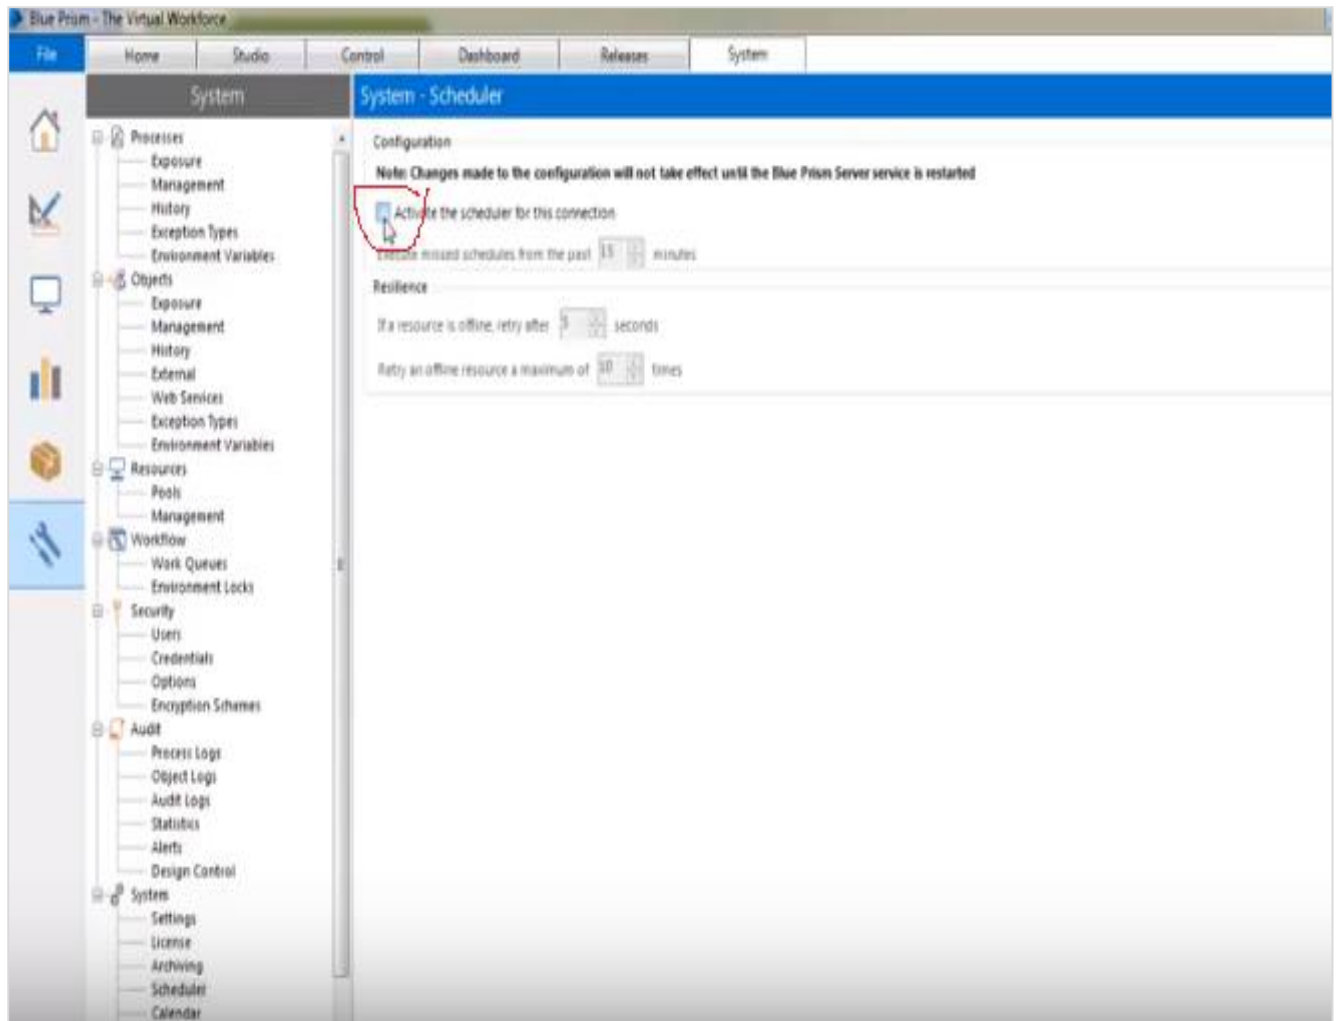 Blue Prism - The Virtual Workforce
File Home Studio Control Dashboard Releases System
System
System - Scheduler
Processes
Exposure
Management
History
Exception Types
Environment Variables
Objects
Exposure
Management
History
External
Web Services
Exception Types
Environment Variables
Resources
Pools
Management
Workflow
Work Queues
Environment Locks
Security
Users
Credentials
Options
Encryption Schemes
Audit
Process Logs
Object Logs
Audit Logs
Statistics
Alerts
Design Control
System
Settings
License
Archiving
Scheduler
Calendar
Configuration
Note: Changes made to the configuration will not take effect until the Blue Prism Server service is restarted
Activate the scheduler for this connection
Execute missed schedules from the past 15 minutes
Resilience
If a resource is offline, retry after 5 seconds
Retry an offline resource a maximum of 10 times